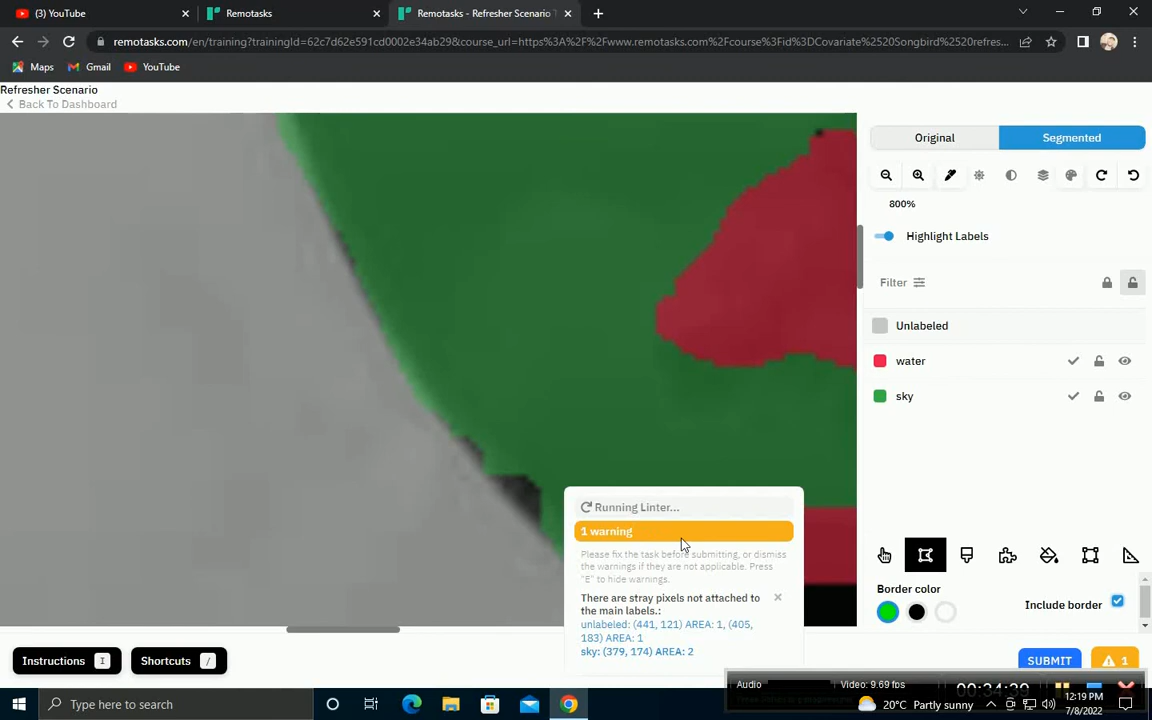 (3) YouTube
Remotasks
Remotasks - Refresher Scenario T
remotasks.com/en/training?trainingId=62c7d62e591cd0002e34ab29&course_url=https%3A%2F%2Fwww.remotasks.com%2Fcourse%3Fid%3DCovariate%2520Songbird%2520refres...
Maps
Gmail
YouTube
Refresher Scenario
Back To Dashboard
Original
Segmented
800%
Highlight Labels
Filter
Unlabeled
water
sky
Running Linter...
1 warning
Please fix the task before submitting, or dismiss
the warnings if they are not applicable. Press
"E" to hide warnings.
There are stray pixels not attached to
the main labels.:
unlabeled: (441, 121) AREA: 1, (405,
183) AREA: 1
sky: (379, 174) AREA: 2
Border color
Include border
Instructions I
Shortcuts /
SUBMIT
1
Audio
Video: 9.69 fps
00:34:39
Type here to search
20°C Partly sunny
12:19 PM
7/8/2022